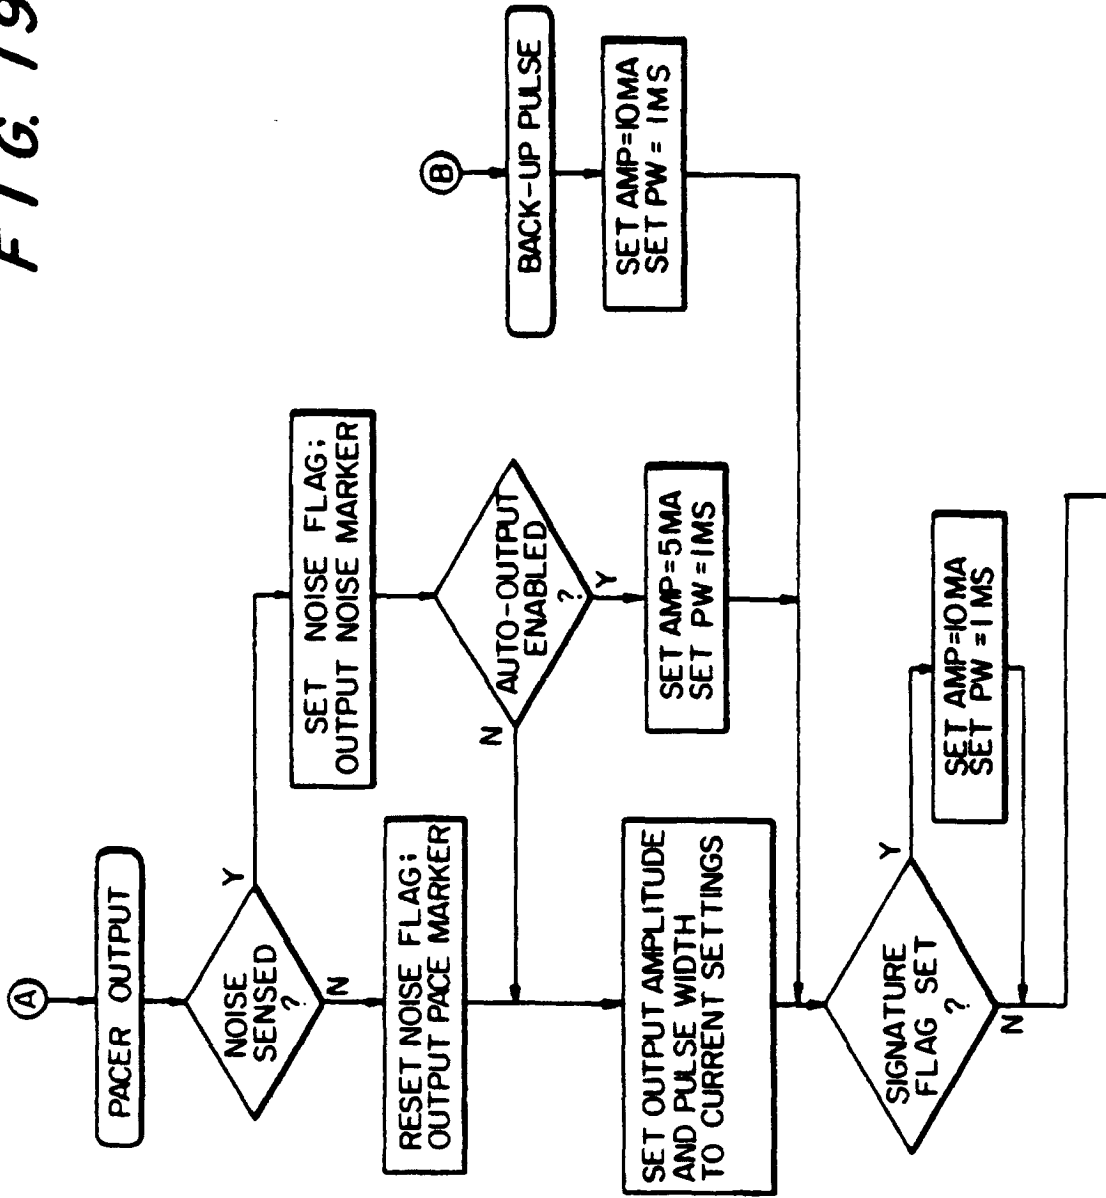 FIG. 19
A
PACER OUTPUT
NOISE
SENSED
?
Y
N
SET NOISE FLAG;
OUTPUT NOISE MARKER
RESET NOISE FLAG;
OUTPUT PACE MARKER
AUTO-OUTPUT
ENABLED
?
N
Y
SET AMP=5MA
SET PW=1MS
B
BACK-UP PULSE
SET AMP=10MA
SET PW=1MS
SET OUTPUT AMPLITUDE
AND PULSE WIDTH
TO CURRENT SETTINGS
SIGNATURE
FLAG SET
?
Y
N
SET AMP=10MA
SET PW=1MS